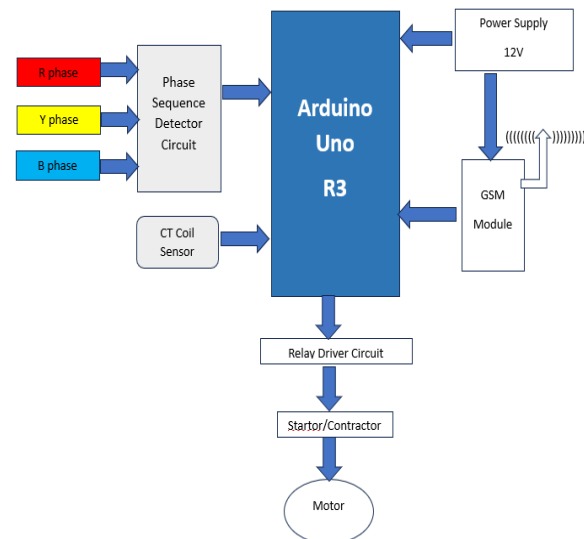 R phase
Y phase
B phase
Phase
Sequence
Detector
Circuit
CT Coil
Sensor
Arduino
Uno
R3
Power Supply
12V
GSM
Module
Relay Driver Circuit
Startor/Contractor
Motor